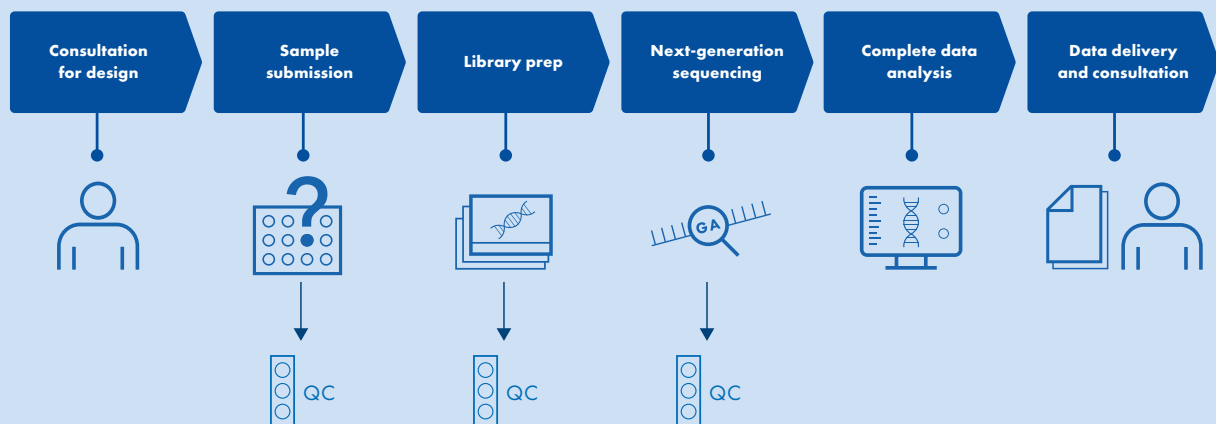 Consultation
for design
Sample
submission
Library prep
Next-generation
sequencing
Complete data
analysis
Data delivery
and consultation
?
GA
QC
QC
QC